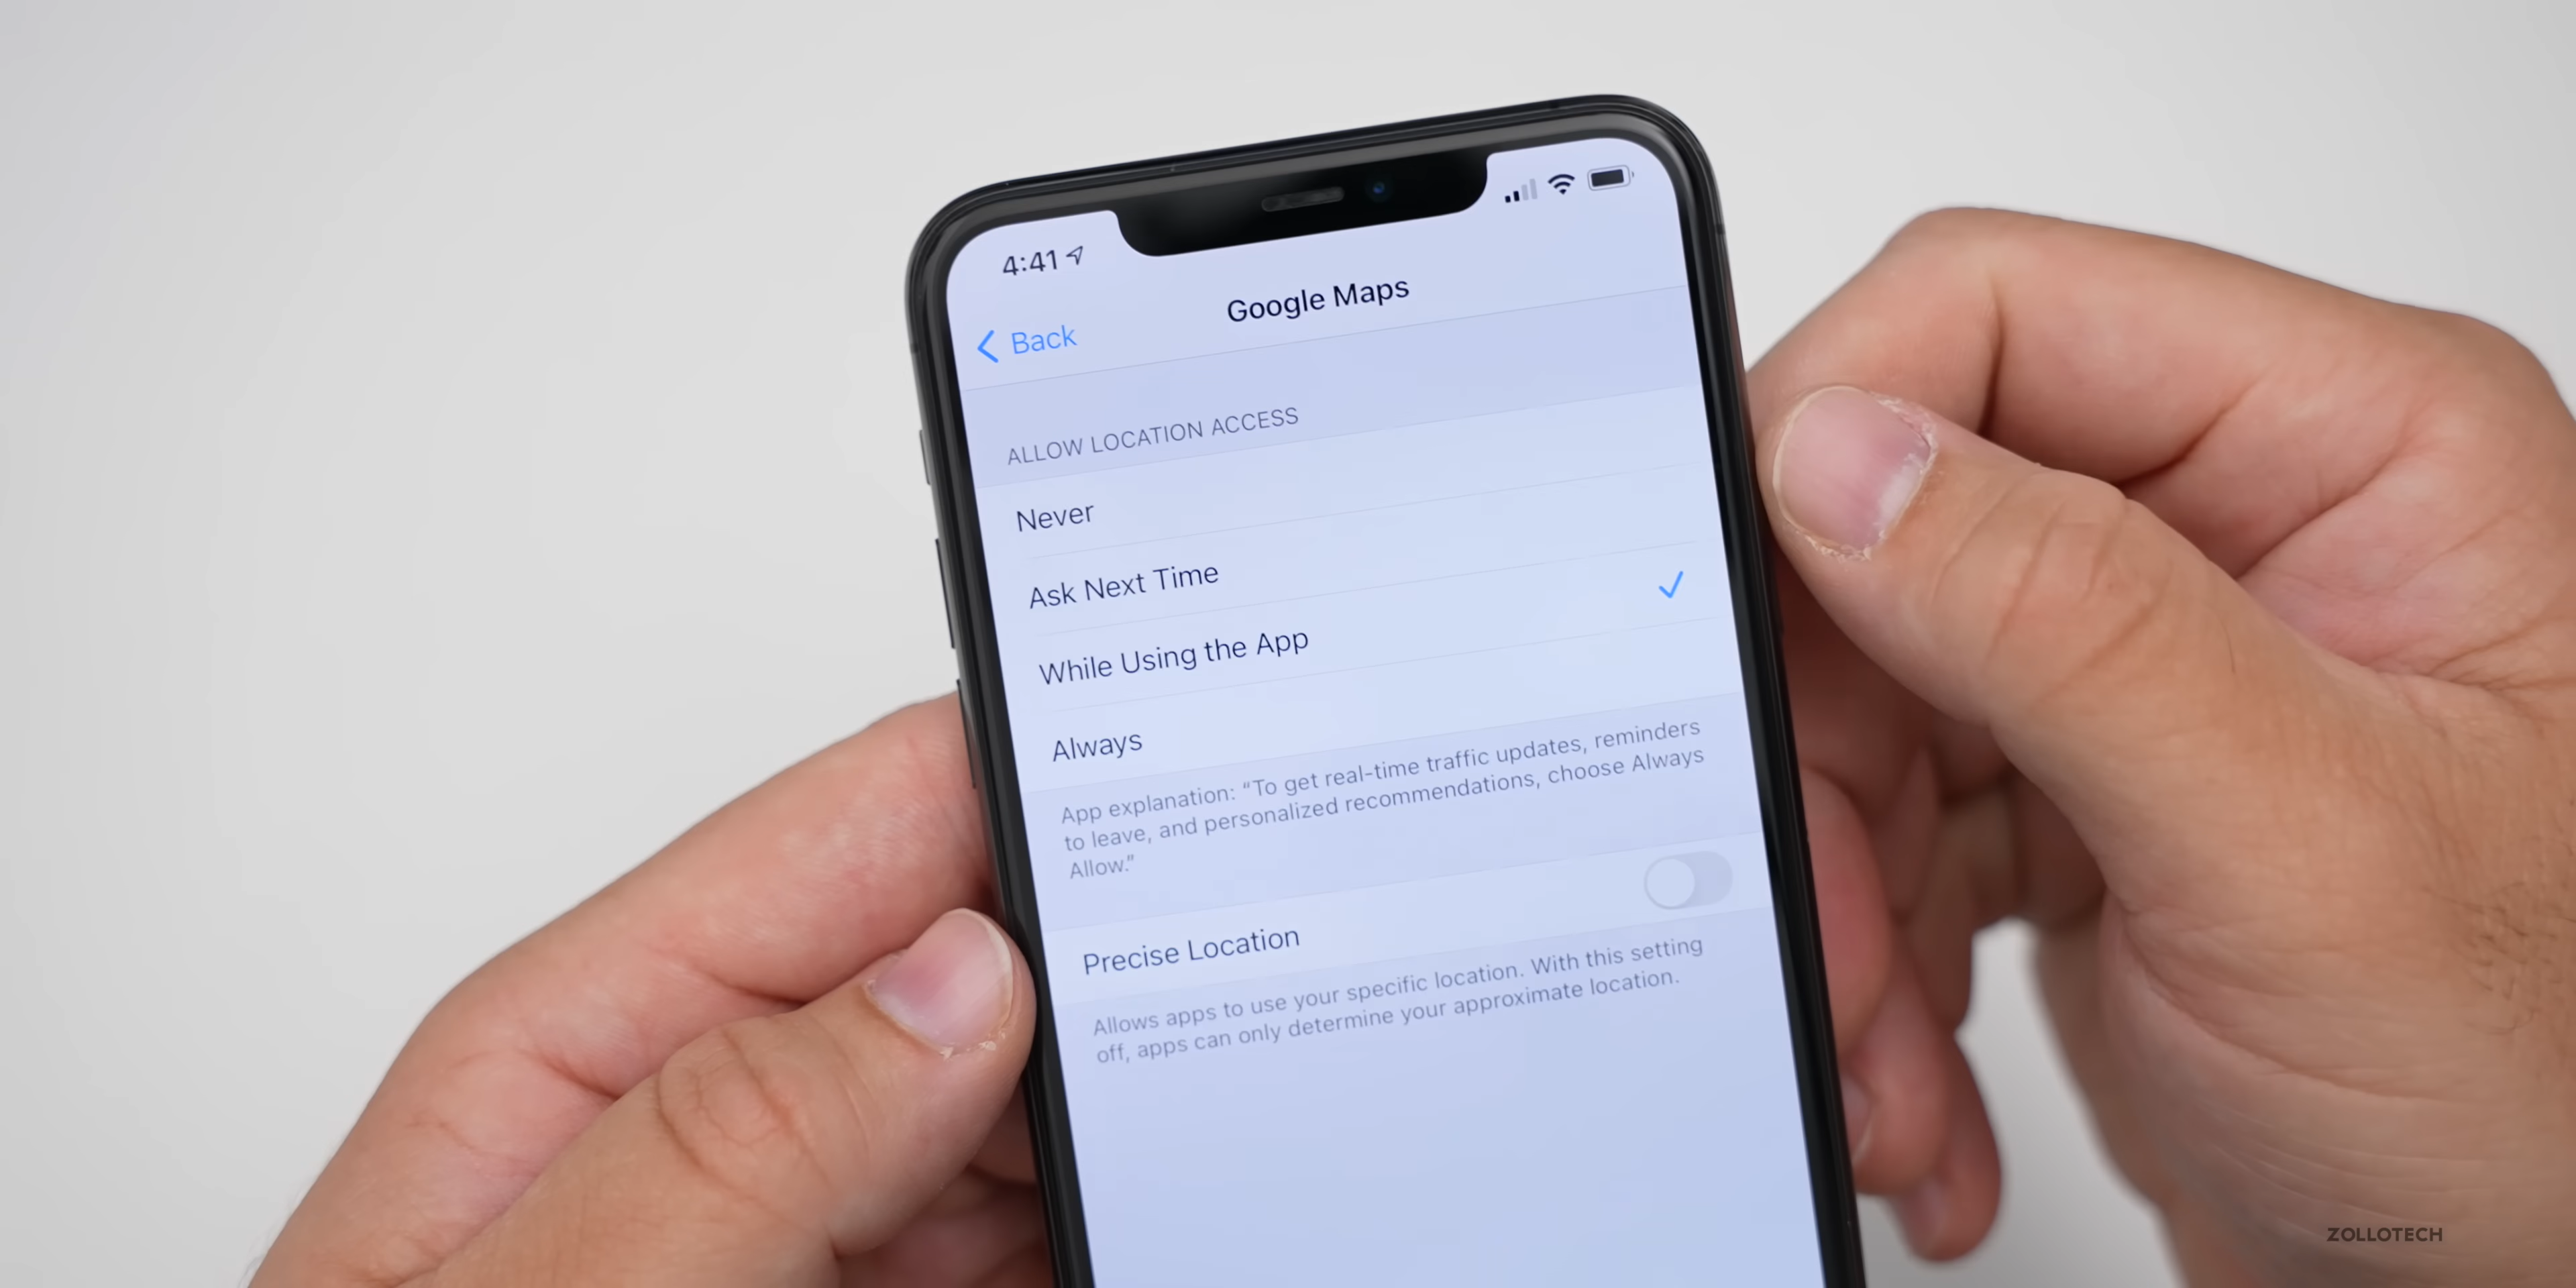 4:41
Back
Google Maps
ALLOW LOCATION ACCESS
Never
Ask Next Time
While Using the App
Always
App explanation: “To get real-time traffic updates, reminders
to leave, and personalized recommendations, choose Always
Allow.”
Precise Location
Allows apps to use your specific location. With this setting
off, apps can only determine your approximate location.
ZOLLOTECH